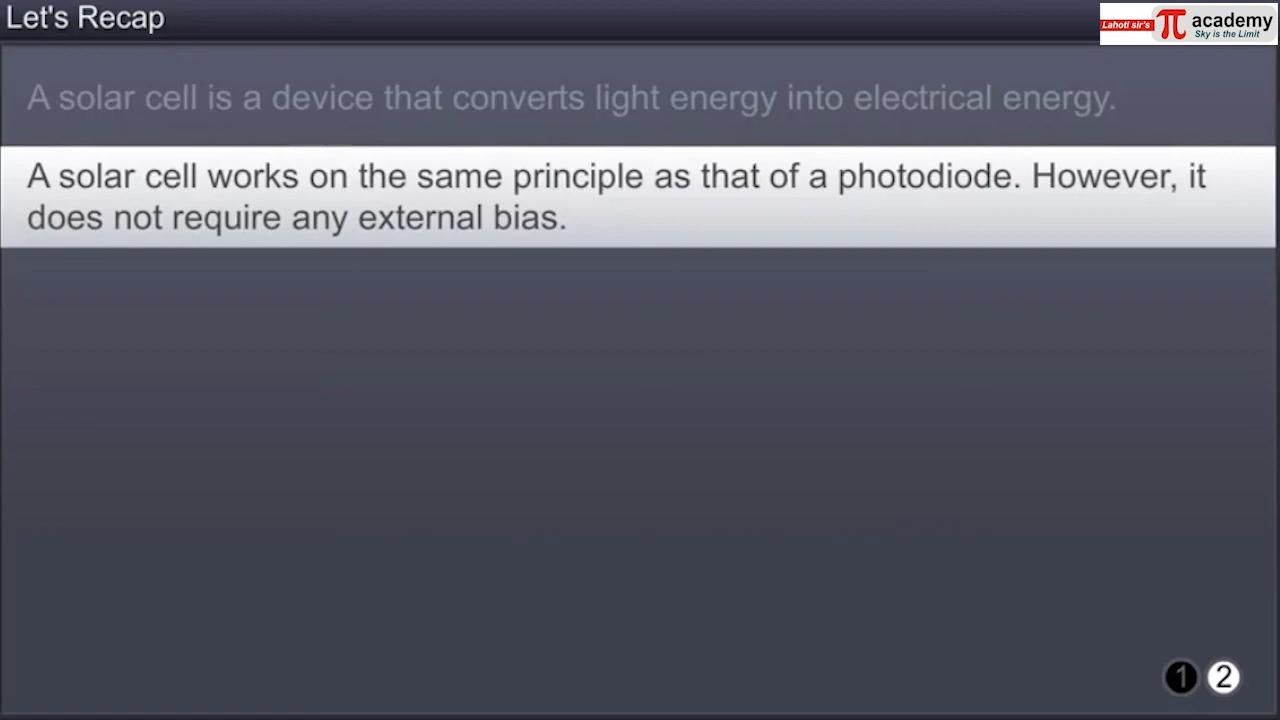 Let's Recap
Lahoti sir's π academy
Sky is the Limit
A solar cell is a device that converts light energy into electrical energy.
A solar cell works on the same principle as that of a photodiode. However, it
does not require any external bias.
1 2